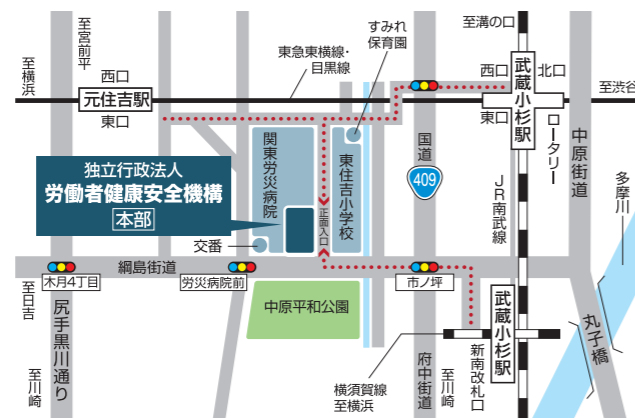 至宮前平
至横浜
西口
元住吉駅
東口
東急東横線・
目黒線
すみれ
保育園
至溝の口
西口
武蔵小杉駅
北口
東口
至渋谷
ロータリー
中原街道
多摩川
国道
409
JR南武線
関東労災病院
東住吉小学校
正面入口
独立行政法人
労働者健康安全機構
本部
交番
綱島街道
木月4丁目
労災病院前
市ノ坪
至日吉
尻手黒川通り
至川崎
中原平和公園
府中街道
至川崎
横須賀線
至横浜
新南改札口
武蔵小杉駅
丸子橋